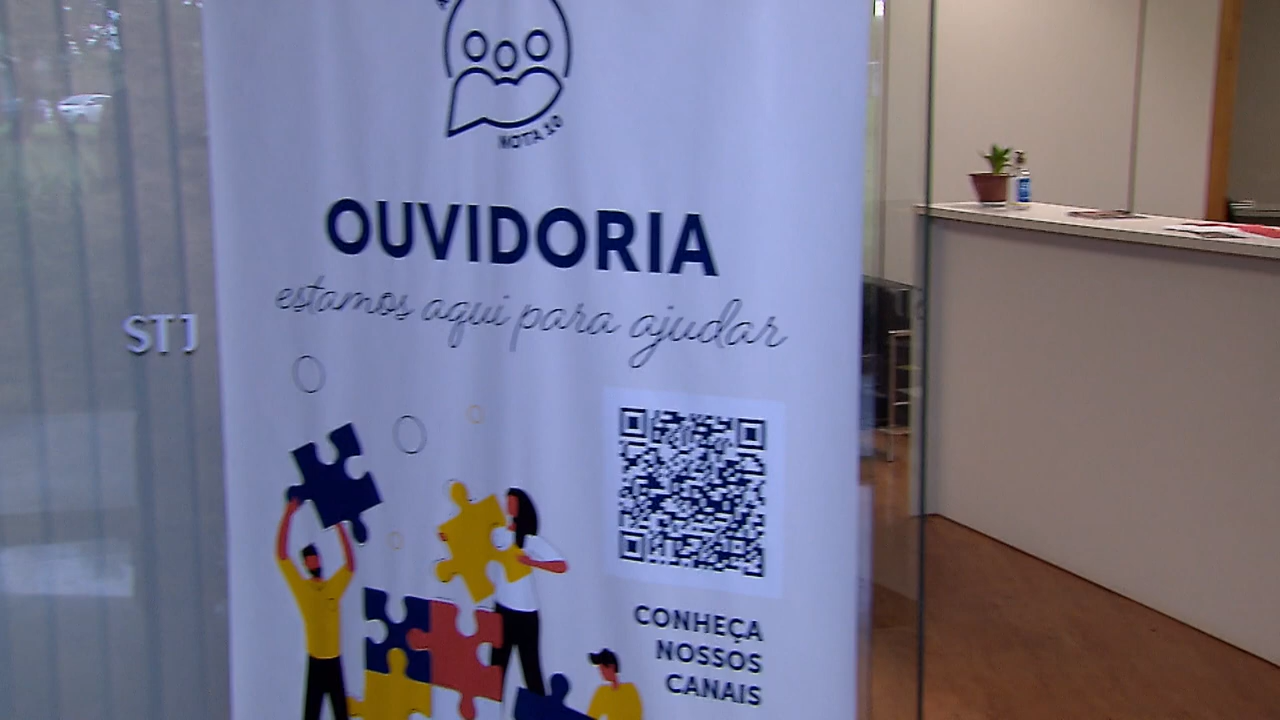 NOTA 10
OUVIDORIA
estamos aqui para ajudar
STJ
CONHEÇA
NOSSOS
CANAIS